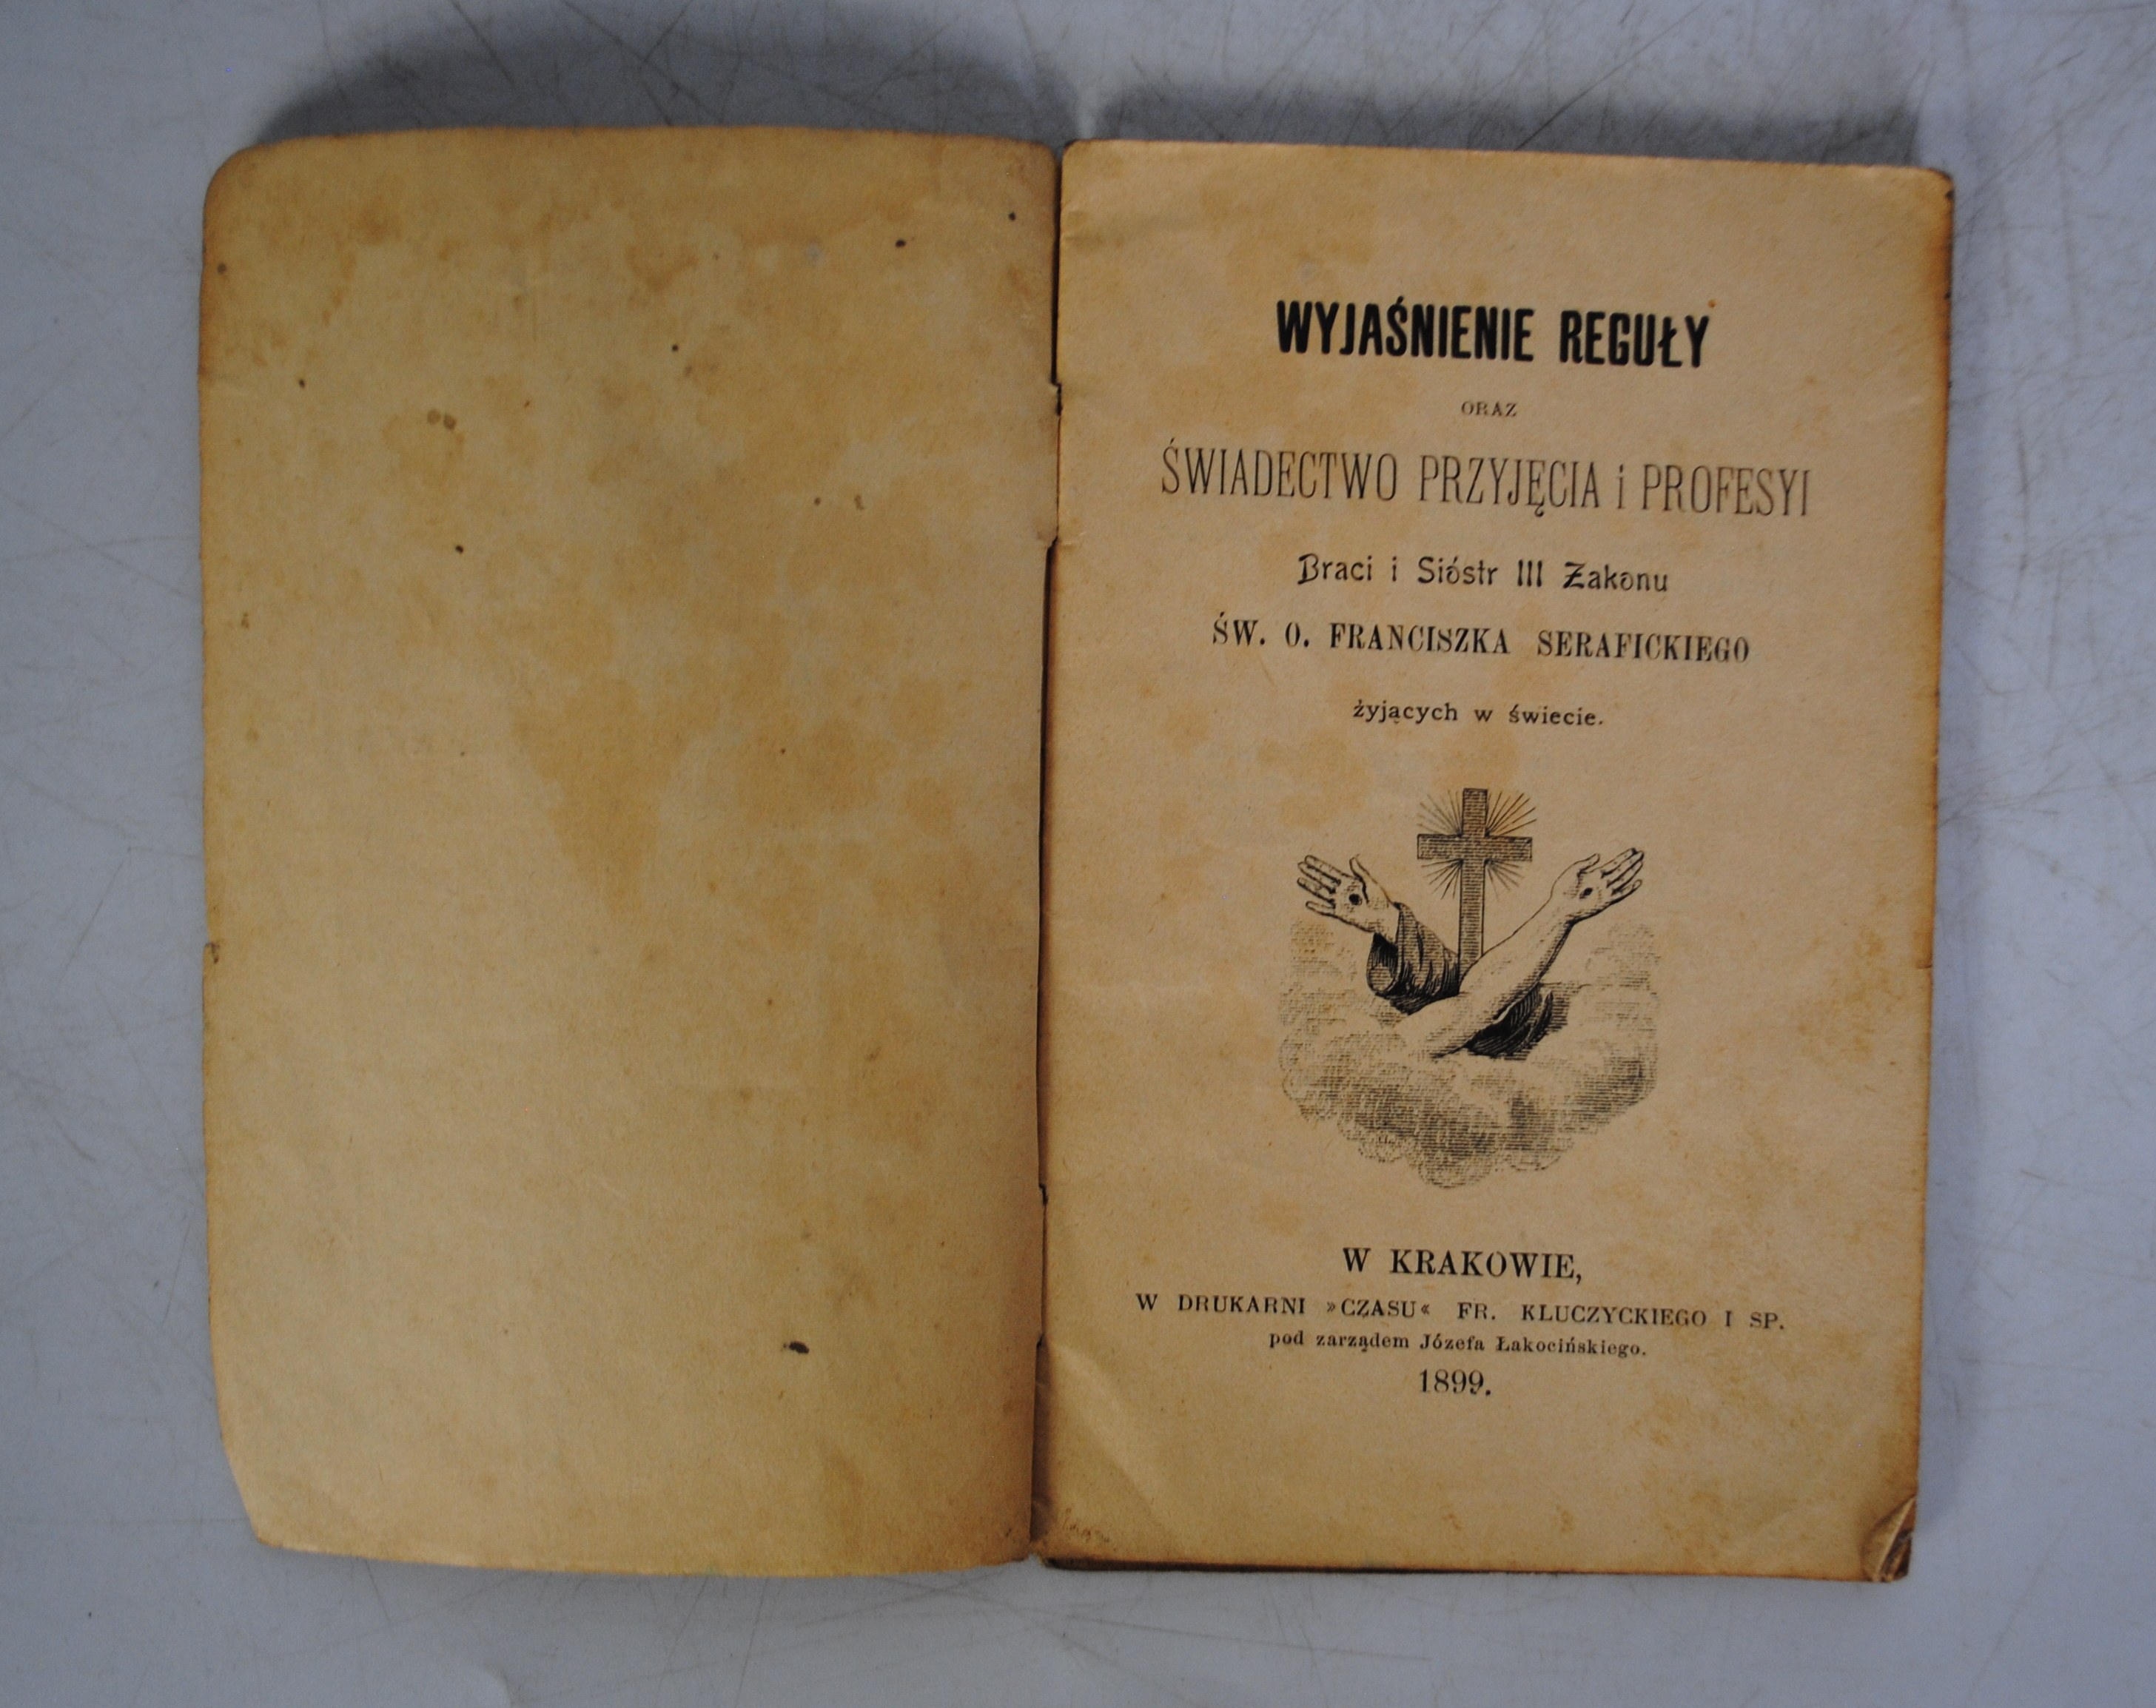 WYJAŚNIENIE REGUŁY
ORAZ
ŚWIADECTWO PRZYJĘCIA i PROFESYI
Braci i Sióstr III Zakonu
ŚW. O. FRANCISZKA SERAFICKIEGO
żyjących w świecie.
W KRAKOWIE,
W DRUKARNI »CZASU« FR. KLUCZYCKIEGO I SP.
pod zarządem Józefa Łakocińskiego.
1899.